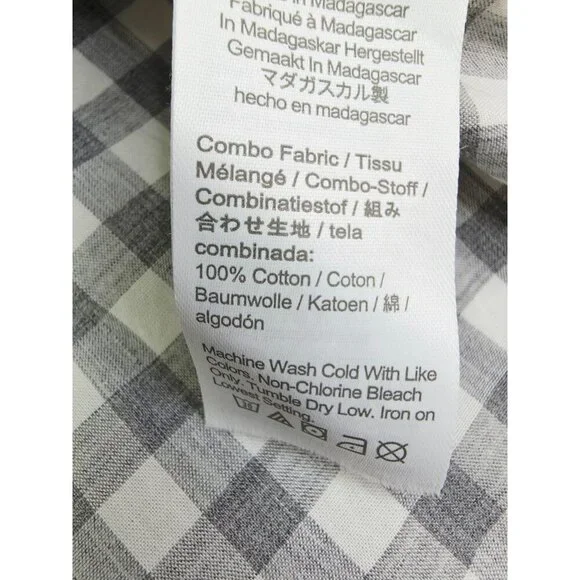 in Madagascar
Fabriqué à Madagascar
In Madagaskar Hergestellt
Gemaakt In Madagascar
マダガスカル製
hecho en madagascar
Combo Fabric / Tissu
Mélangé / Combo-Stoff /
Combinatiestof / 組み
合わせ生地 / tela
combinada:
100% Cotton / Coton /
Baumwolle / Katoen / 綿 /
algodón
Machine Wash Cold With Like
Colors. Non-Chlorine Bleach
Only. Tumble Dry Low. Iron on
Lowest Setting.